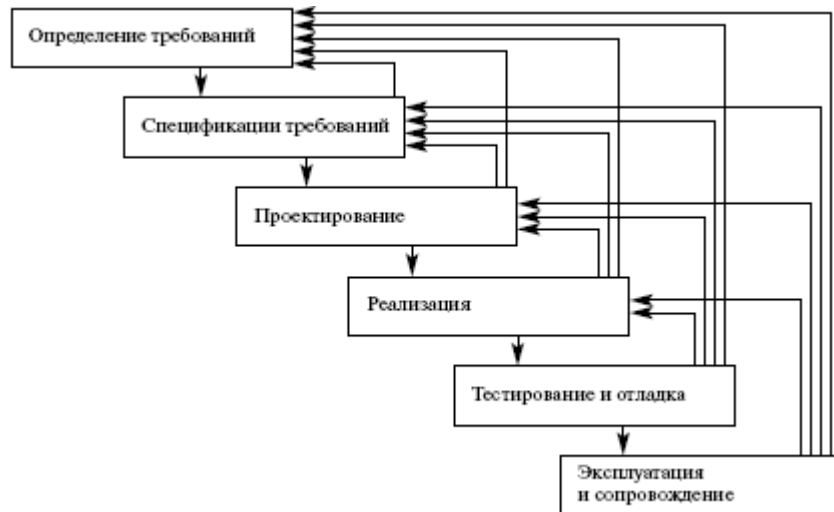 Определение требований
Спецификации требований
Проектирование
Реализация
Тестирование и отладка
Эксплуатация
и сопровождение